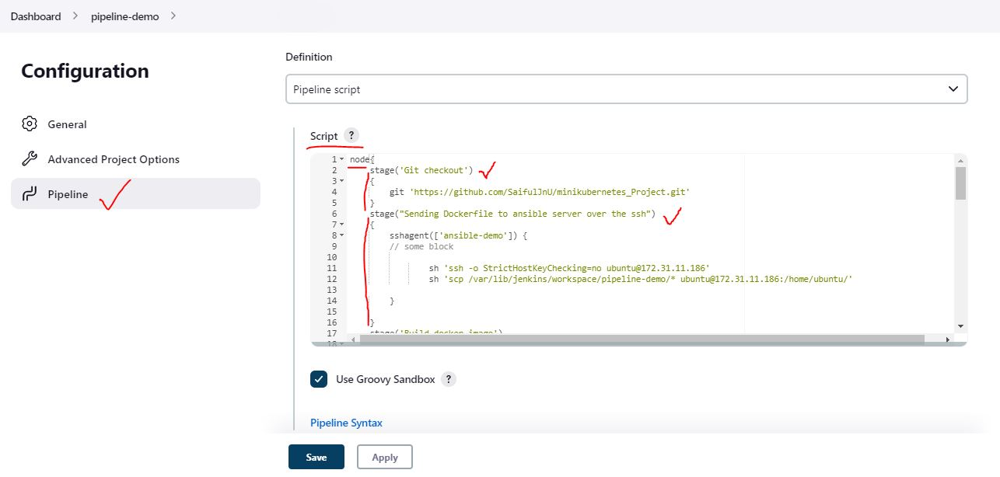 Dashboard > pipeline-demo >
Configuration
General
Advanced Project Options
Pipeline
Definition
Pipeline script
Script ?
1 node{
2 stage('Git checkout')
3 {
4 git 'https://github.com/SaifulJnU/minikubernetes_Project.git'
5 }
6 stage("Sending Dockerfile to ansible server over the ssh")
7 {
8 sshagent(['ansible-demo']) {
9 // some block
10
11 sh 'ssh -o StrictHostKeyChecking=no ubuntu@172.31.11.186'
12 sh 'scp /var/lib/jenkins/workspace/pipeline-demo/* ubuntu@172.31.11.186:/home/ubuntu/'
13
14 }
15
16 }
17 stage('Build docker image')
18
Use Groovy Sandbox ?
Pipeline Syntax
Save
Apply